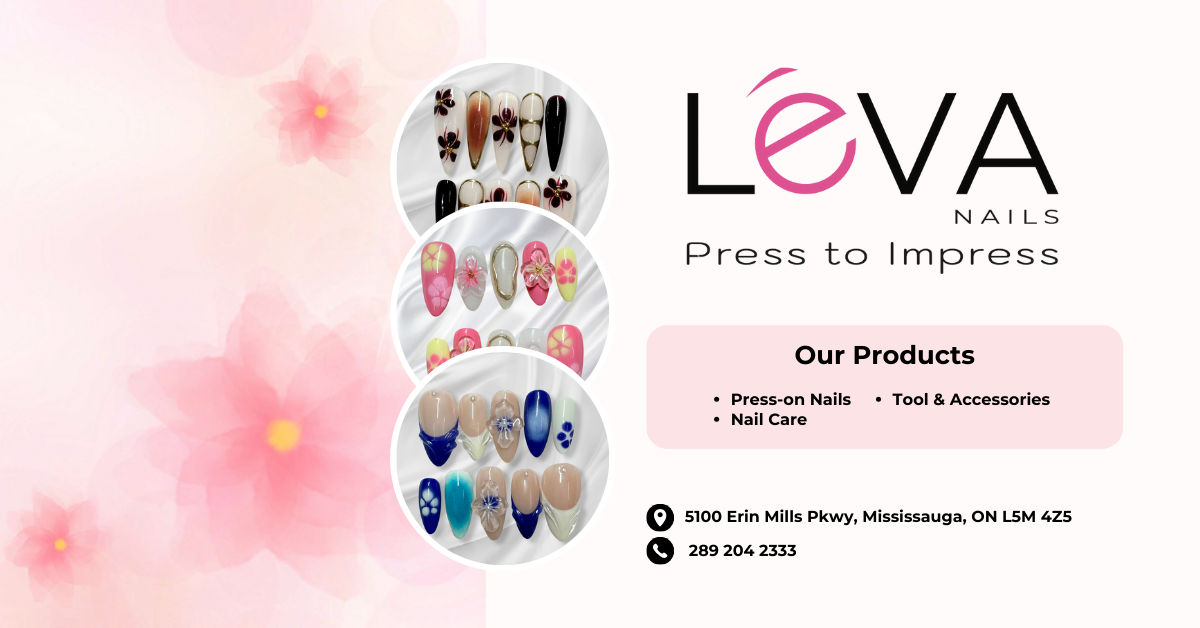 LéVA
NAILS
Press to Impress
Our Products
• Press-on Nails
• Nail Care
• Tool & Accessories
5100 Erin Mills Pkwy, Mississauga, ON L5M 4Z5
289 204 2333